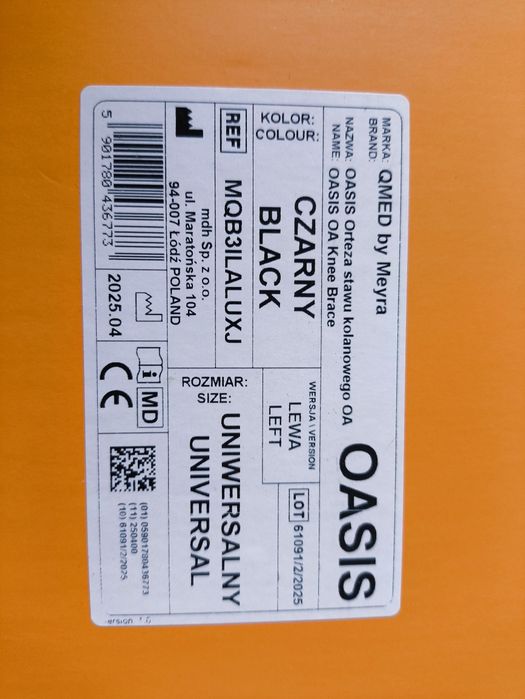 MARKA:
BRAND:
QMED by Meyra
NAZWA: OASIS Orteza stawu kolanowego OA
NAME: OASIS OA Knee Brace
OASIS
KOLOR:
COLOUR:
CZARNY
BLACK
WERSJA \ VERSION
LEWA
LEFT
LOT 61091/2/2025
REF MQB3ILALUXJ
ROZMIAR:
SIZE:
UNIWERSALNY
UNIVERSAL
mdh Sp. z o.o.
ul. Maratońska 104
94-007 Łódź POLAND
MD
5 901780 436773
2025.04
CE
(01) 05901780436773
(11) 250400
(10) 61091/2/2025